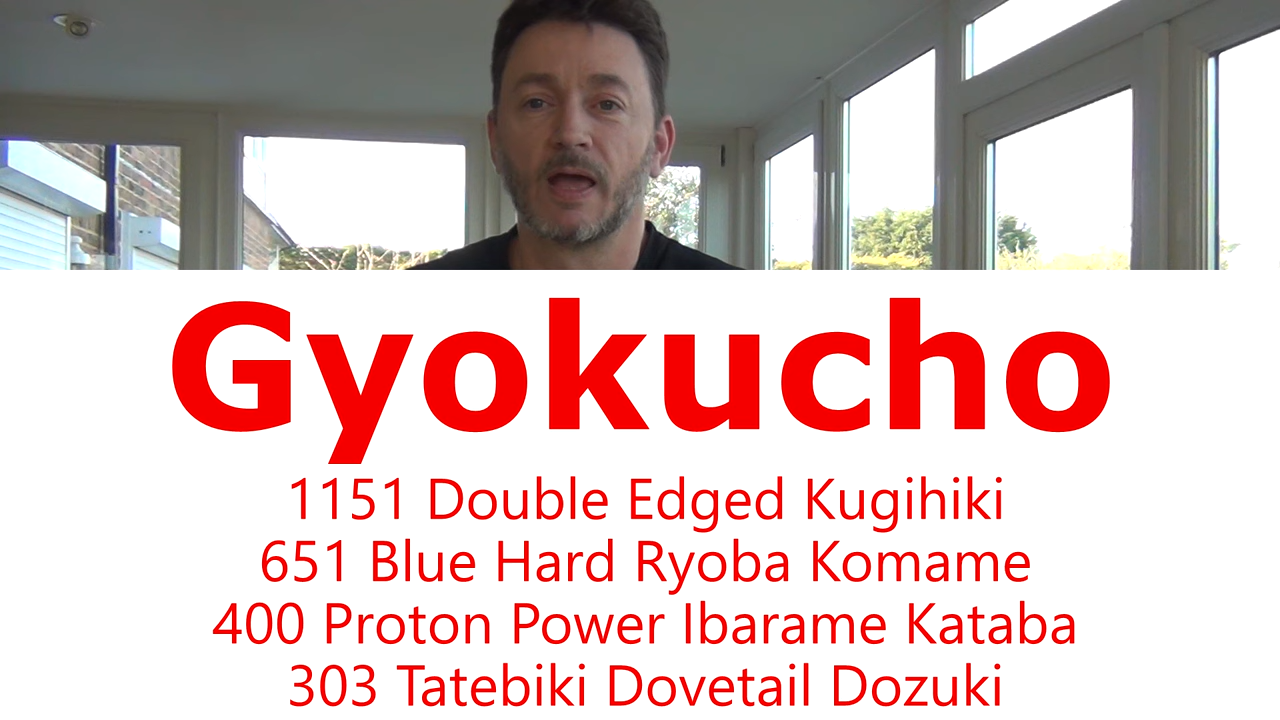 Gyokucho
1151 Double Edged Kugihiki
651 Blue Hard Ryoba Komame
400 Proton Power Ibarame Kataba
303 Tatebiki Dovetail Dozuki